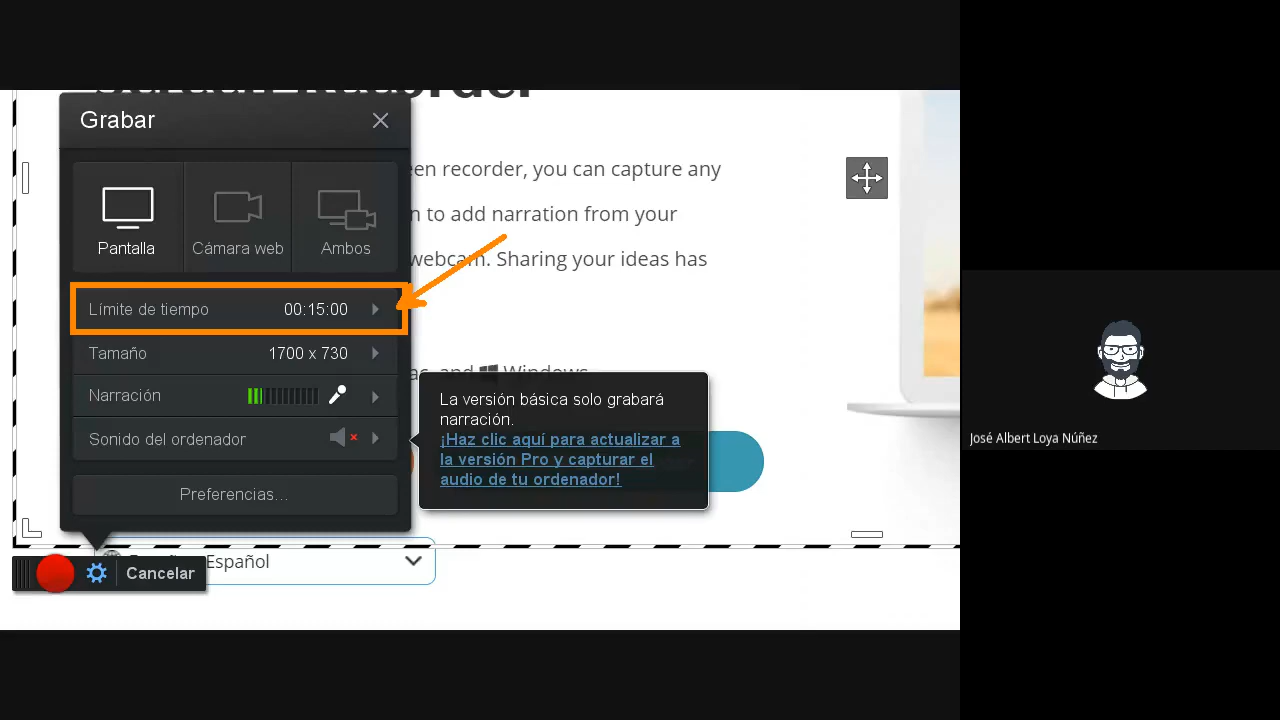 Grabar
Pantalla
Cámara web
Ambos
Límite de tiempo 00:15:00
Tamaño 1700 x 730
Narración
Sonido del ordenador
Preferencias...
Cancelar
Recorder
recorder, you can capture any
to add narration from your
webcam. Sharing your ideas has
and Windows
La versión básica solo grabará
narración.
¡Haz clic aquí para actualizar a
la versión Pro y capturar el
audio de tu ordenador!
Español
José Albert Loya Núñez